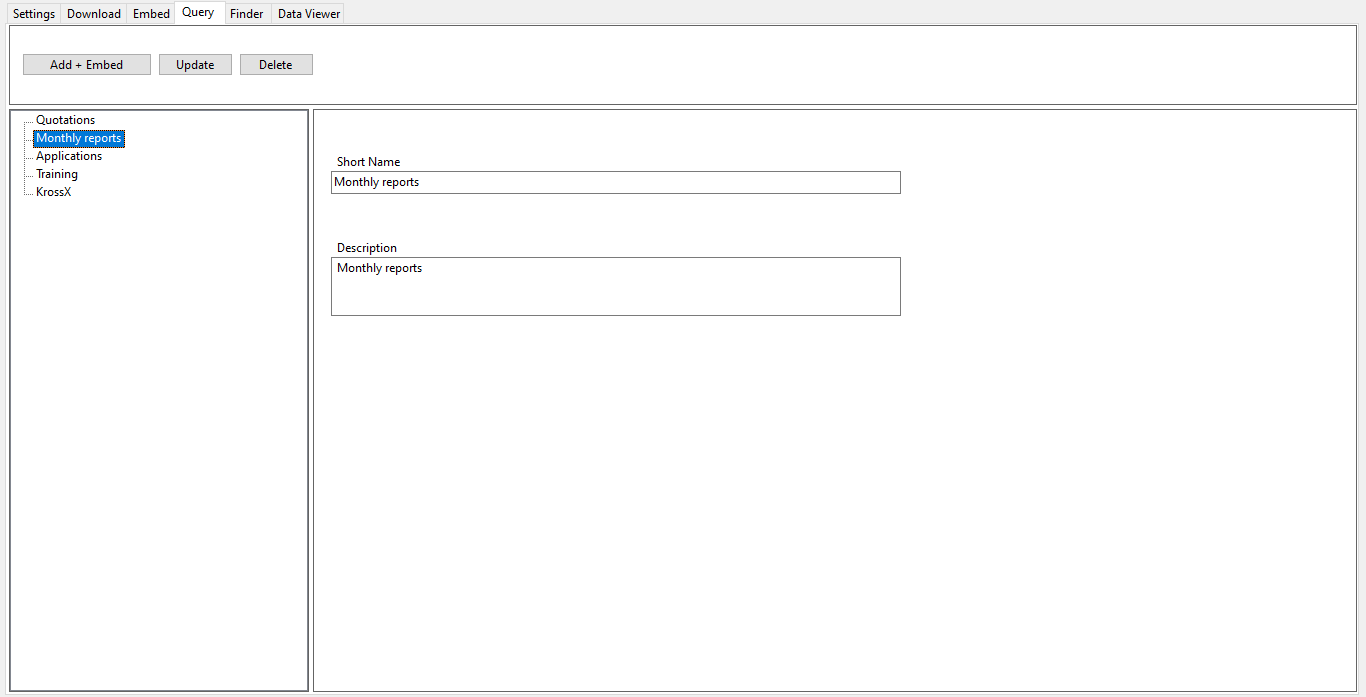 Settings Download Embed Query Finder Data Viewer
Add + Embed Update Delete
Quotations
Monthly reports
Applications
Training
KrossX
Short Name
Monthly reports
Description
Monthly reports